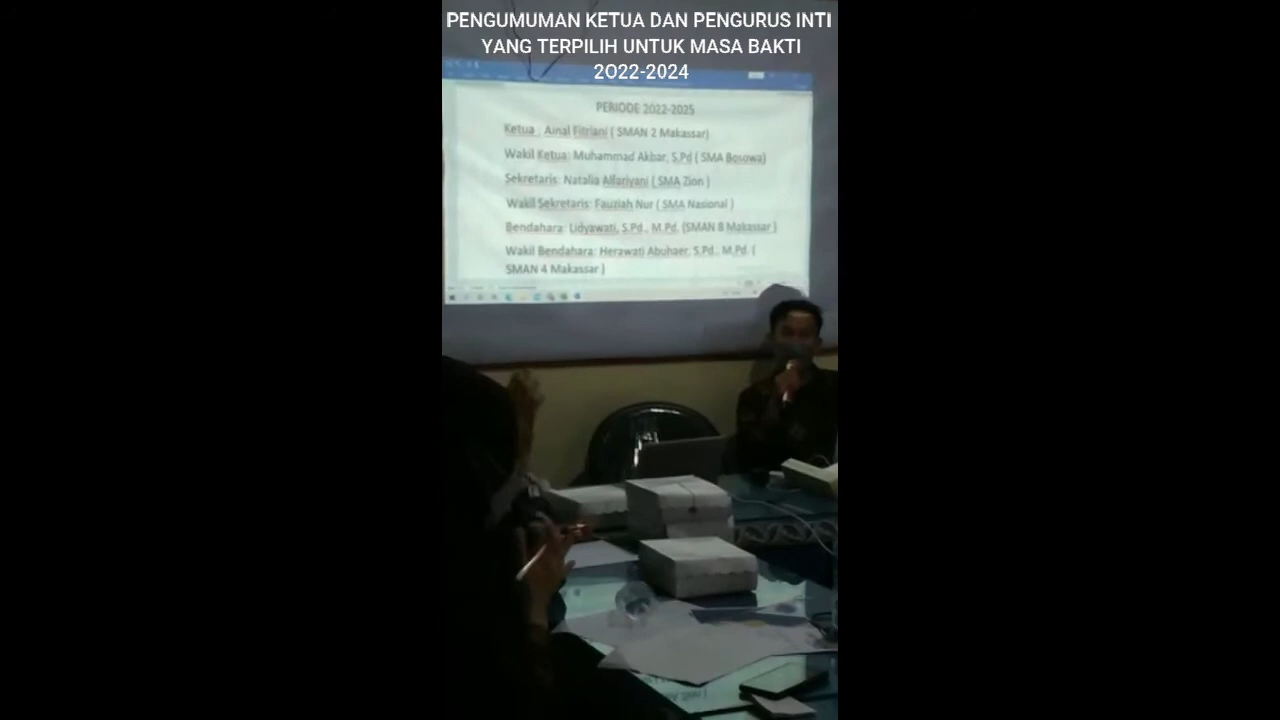 PENGUMUMAN KETUA DAN PENGURUS INTI
YANG TERPILIH UNTUK MASA BAKTI
2022-2024
PERIODE 2022-2025
Ketua : Ainal Fitriani ( SMAN 2 Makassar)
Wakil Ketua: Muhammad Akbar, S.Pd ( SMA Bosowa)
Sekretaris: Natalia Alfariyani ( SMA Zion )
Wakil Sekretaris: Fauziah Nur ( SMA Nasional )
Bendahara: Lidyawati, S.Pd., M.Pd. (SMAN 8 Makassar )
Wakil Bendahara: Herawati Abuhaer, S.Pd., M.Pd. (
SMAN 4 Makassar )